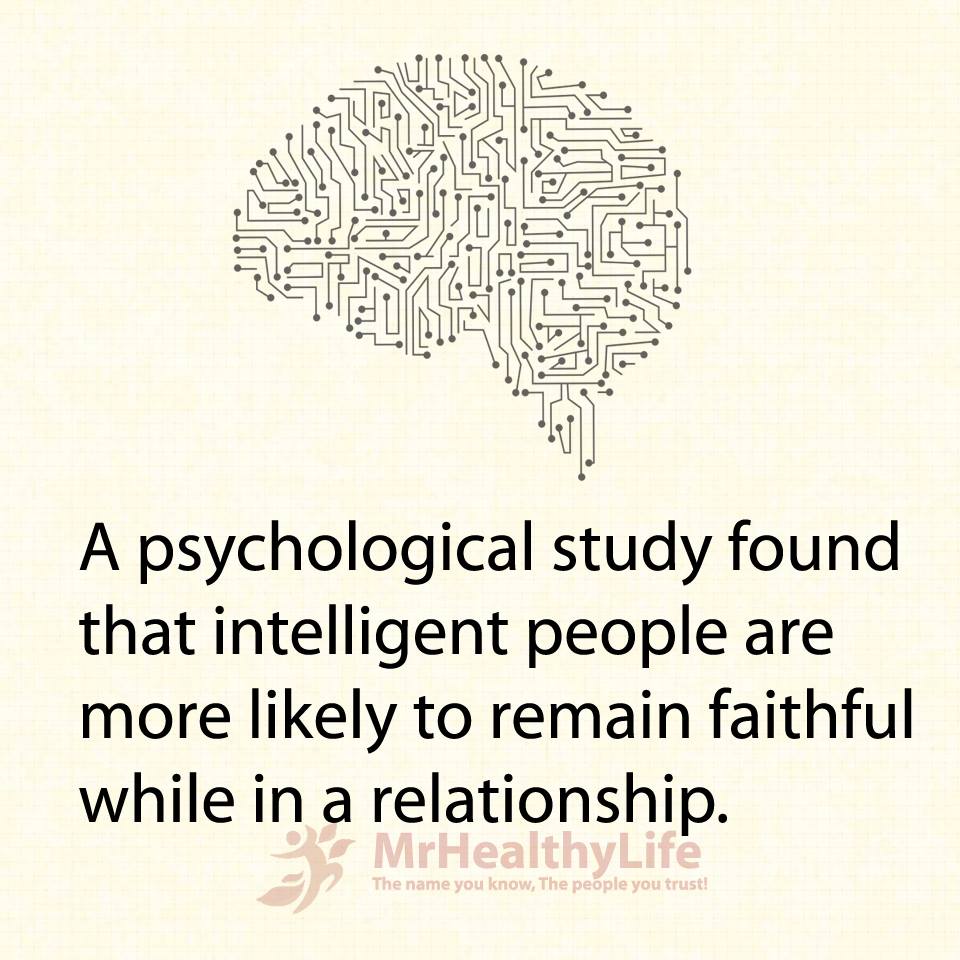 A psychological study found
that intelligent people are
more likely to remain faithful
while in a relationship.
MrHealthyLife
The name you know, The people you trust!